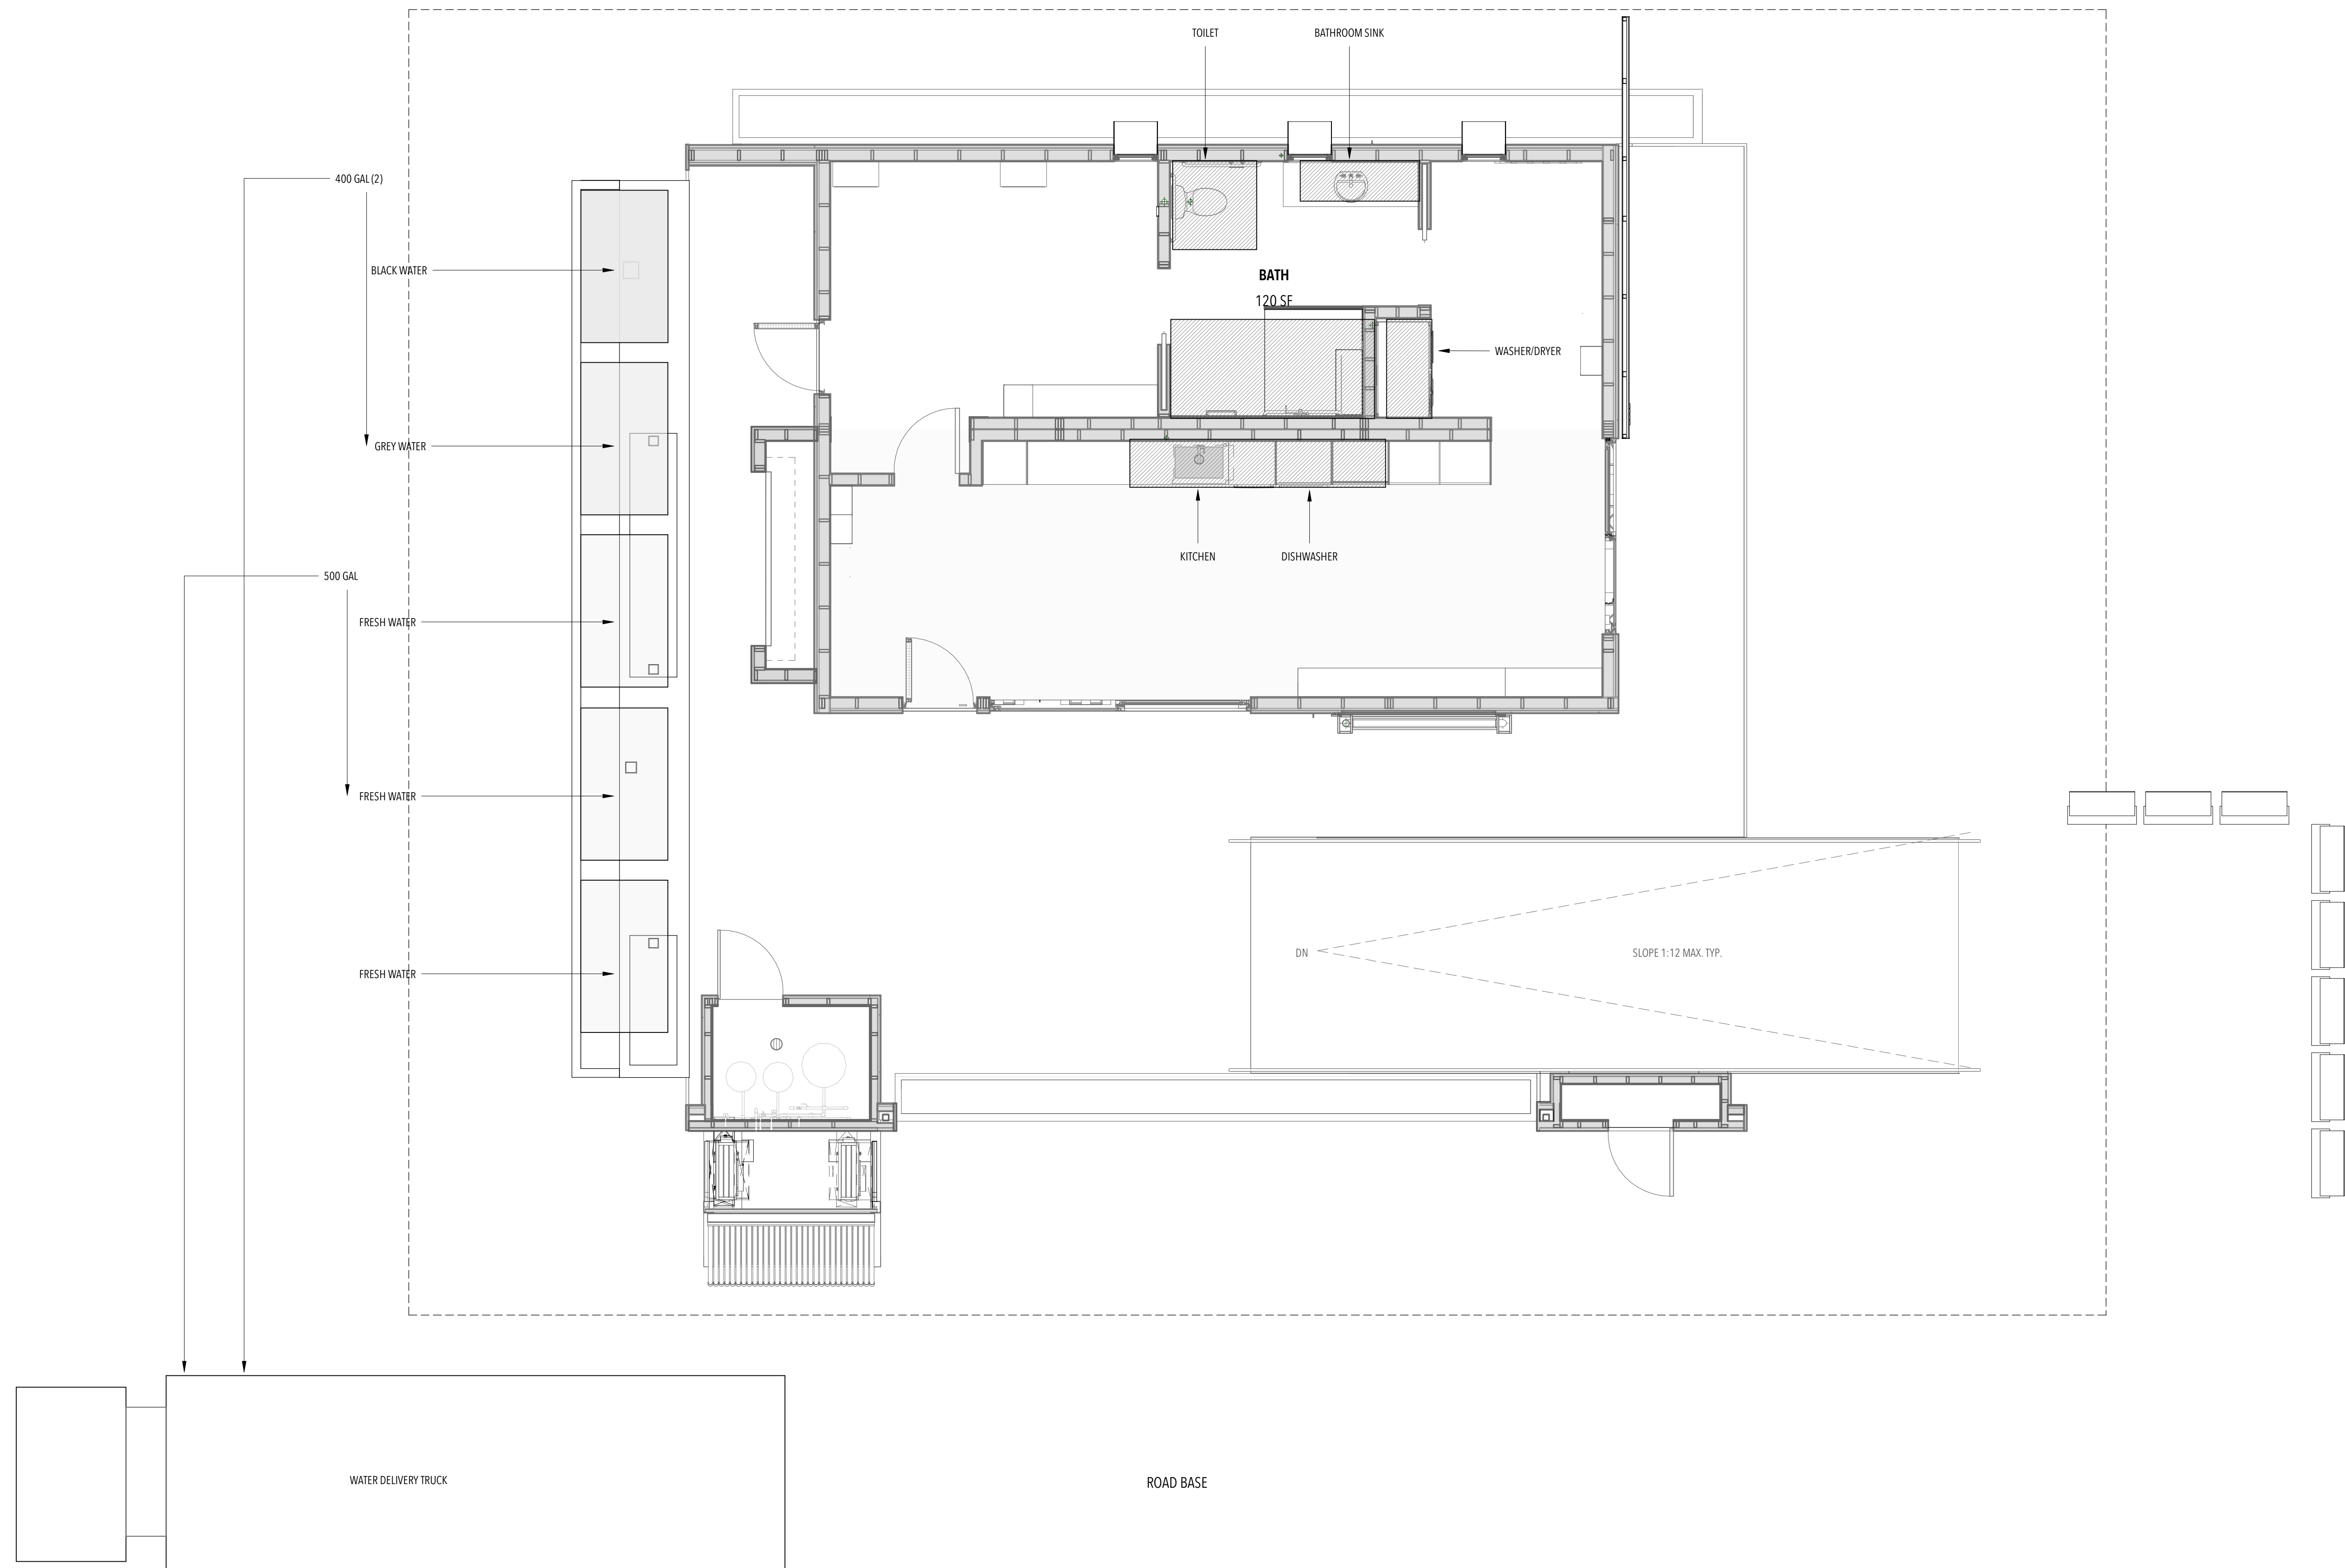 TOILET
BATHROOM SINK
400 GAL (2)
BLACK WATER
BATH
120 SF
WASHER/DRYER
GREY WATER
KITCHEN
DISHWASHER
500 GAL
FRESH WATER
FRESH WATER
DN
SLOPE 1:12 MAX. TYP.
FRESH WATER
WATER DELIVERY TRUCK
ROAD BASE